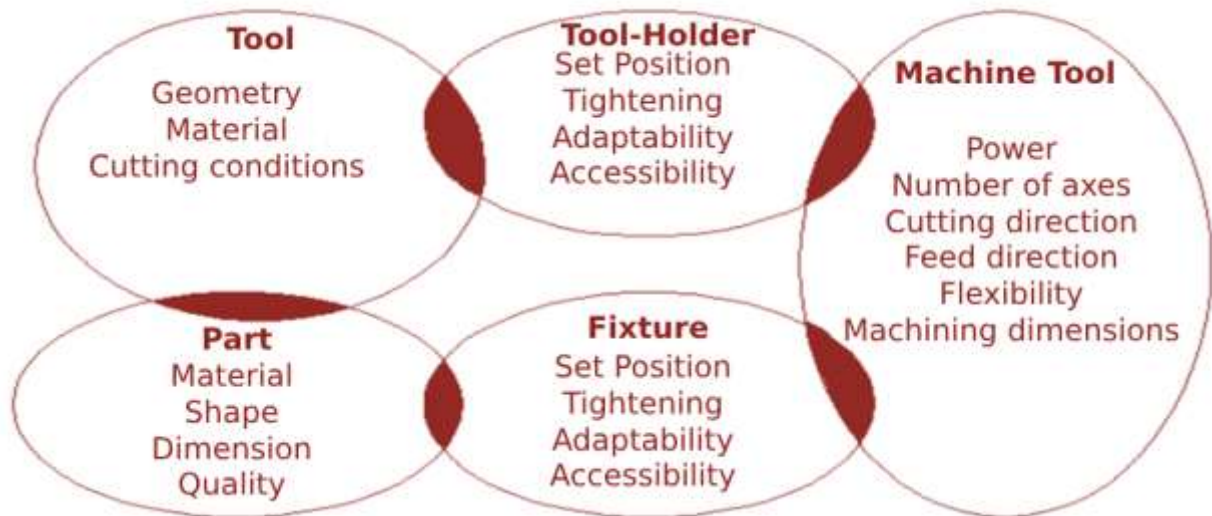 Tool
Geometry
Material
Cutting conditions
Tool-Holder
Set Position
Tightening
Adaptability
Accessibility
Machine Tool
Power
Number of axes
Cutting direction
Feed direction
Flexibility
Machining dimensions
Part
Material
Shape
Dimension
Quality
Fixture
Set Position
Tightening
Adaptability
Accessibility